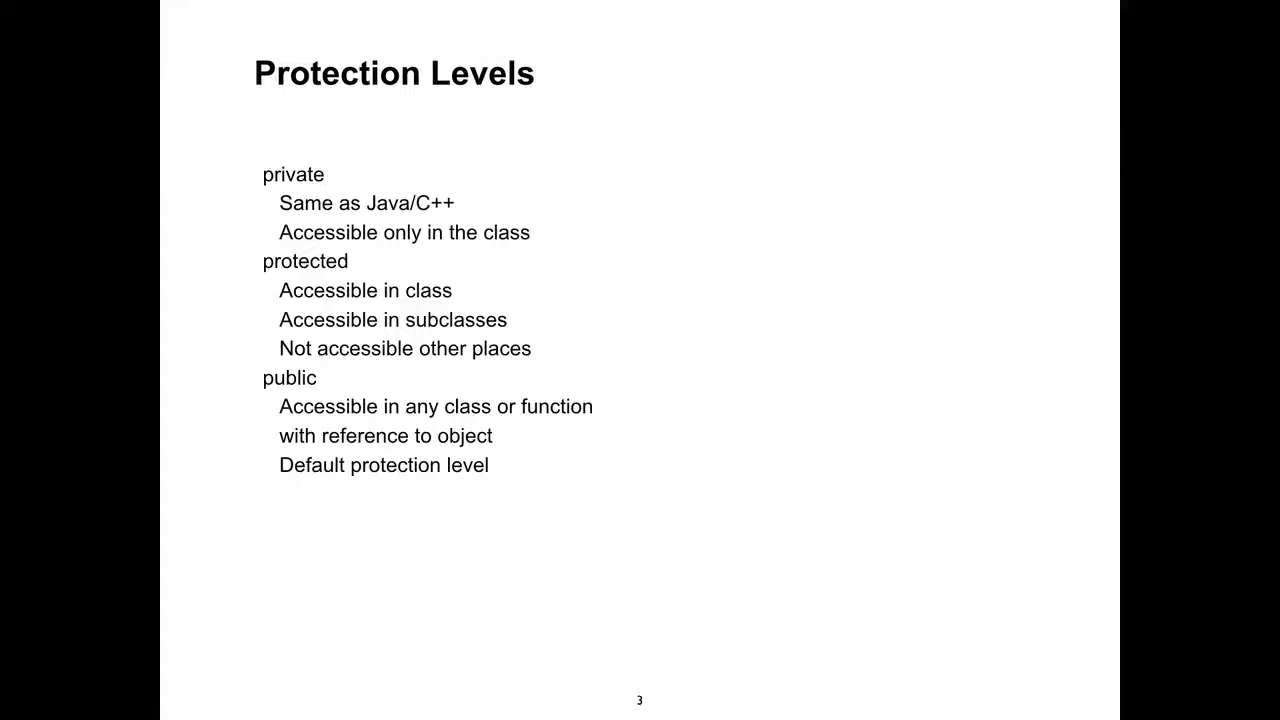 Protection Levels
private
Same as Java/C++
Accessible only in the class
protected
Accessible in class
Accessible in subclasses
Not accessible other places
public
Accessible in any class or function
with reference to object
Default protection level
3